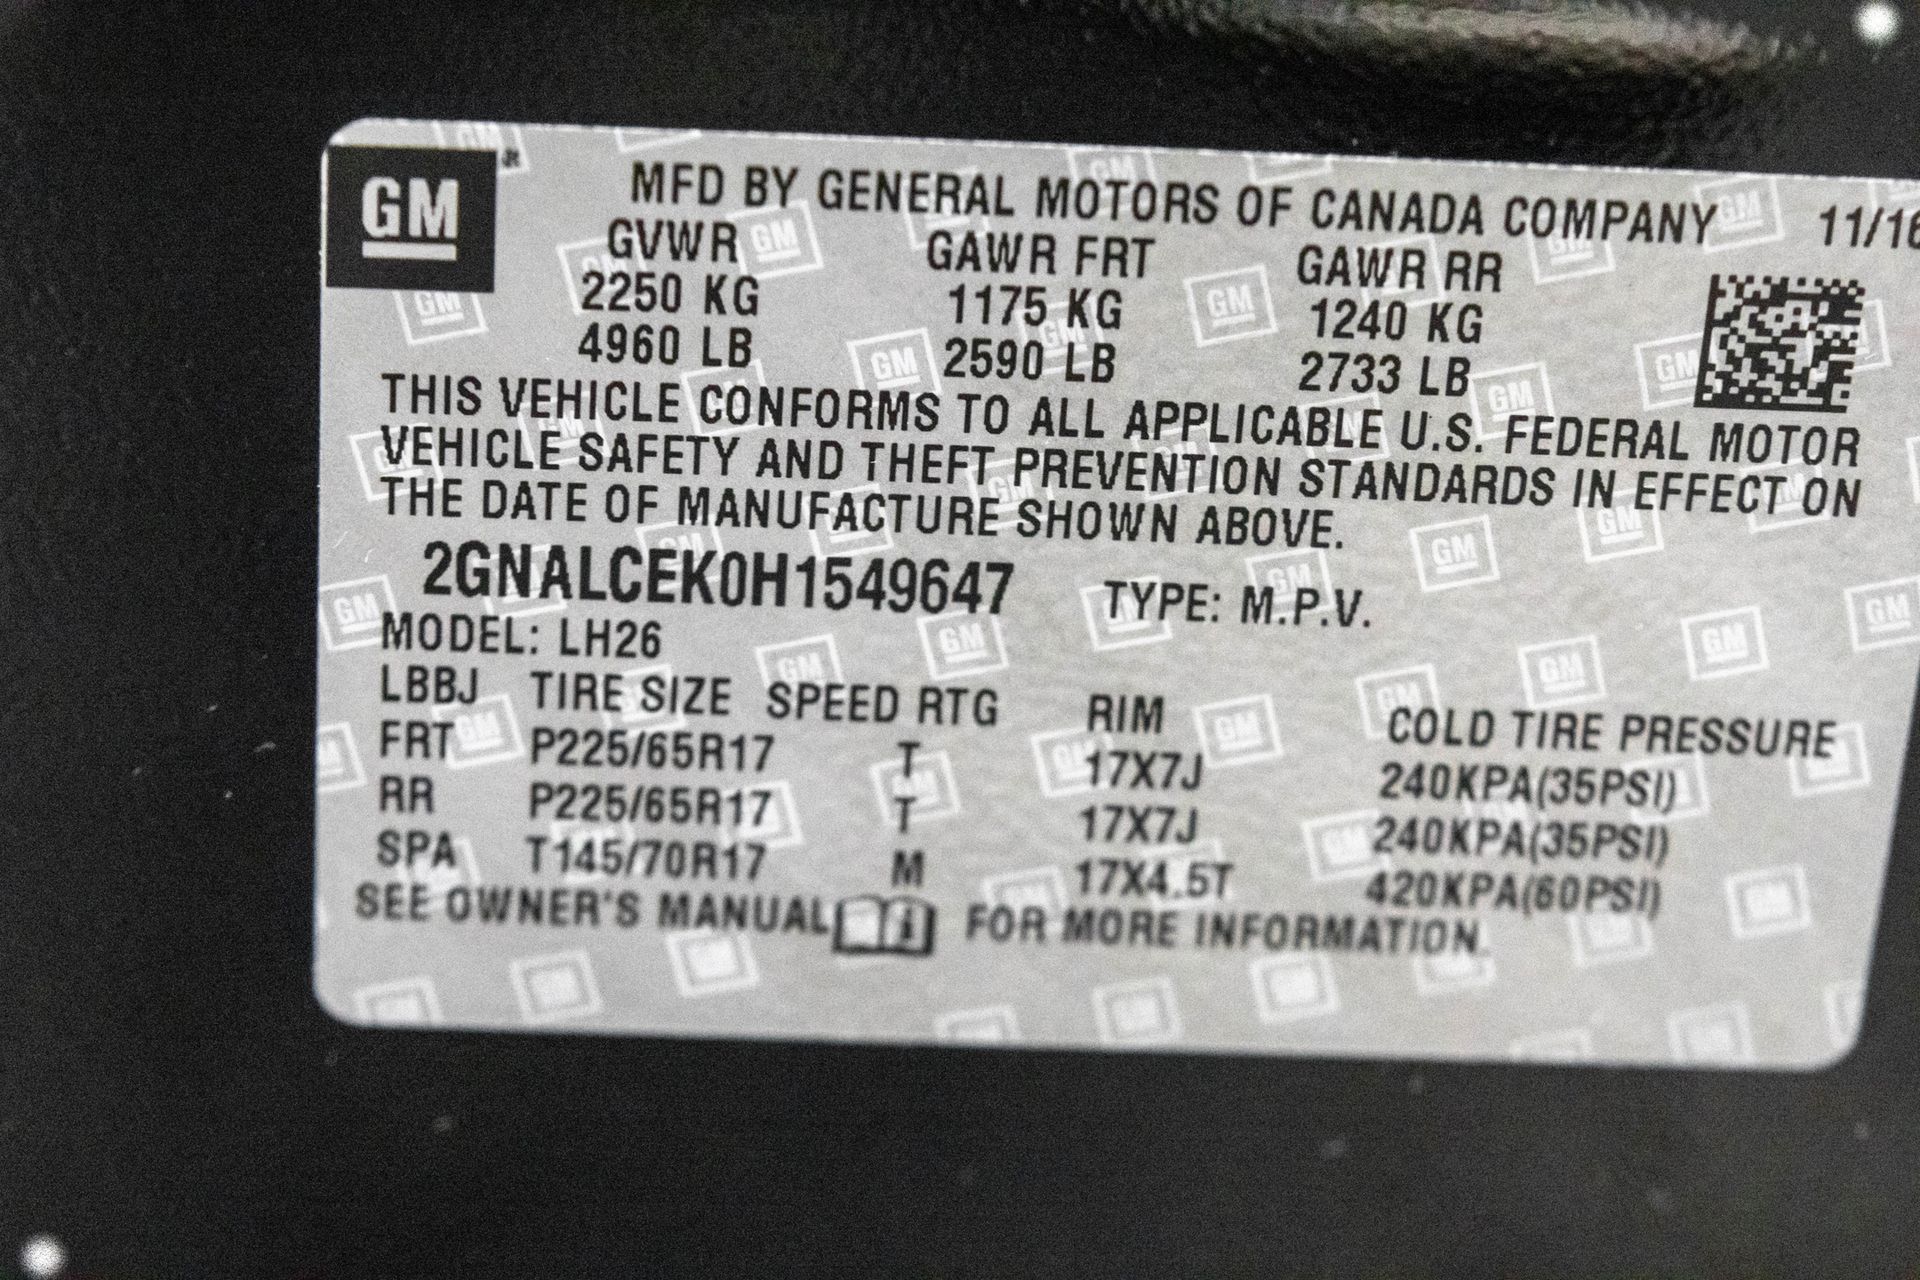 GM
MFD BY GENERAL MOTORS OF CANADA COMPANY 11/16
GVWR GAWR FRT GAWR RR
2250 KG 1175 KG 1240 KG
4960 LB 2590 LB 2733 LB
THIS VEHICLE CONFORMS TO ALL APPLICABLE U.S. FEDERAL MOTOR
VEHICLE SAFETY AND THEFT PREVENTION STANDARDS IN EFFECT ON
THE DATE OF MANUFACTURE SHOWN ABOVE.
2GNALCEK0H1549647 TYPE: M.P.V.
MODEL: LH26
LBBJ TIRE SIZE SPEED RTG RIM COLD TIRE PRESSURE
FRT P225/65R17 T 17X7J 240KPA(35PSI)
RR P225/65R17 T 17X7J 240KPA(35PSI)
SPA T145/70R17 M 17X4.5T 420KPA(60PSI)
SEE OWNER'S MANUAL i FOR MORE INFORMATION.